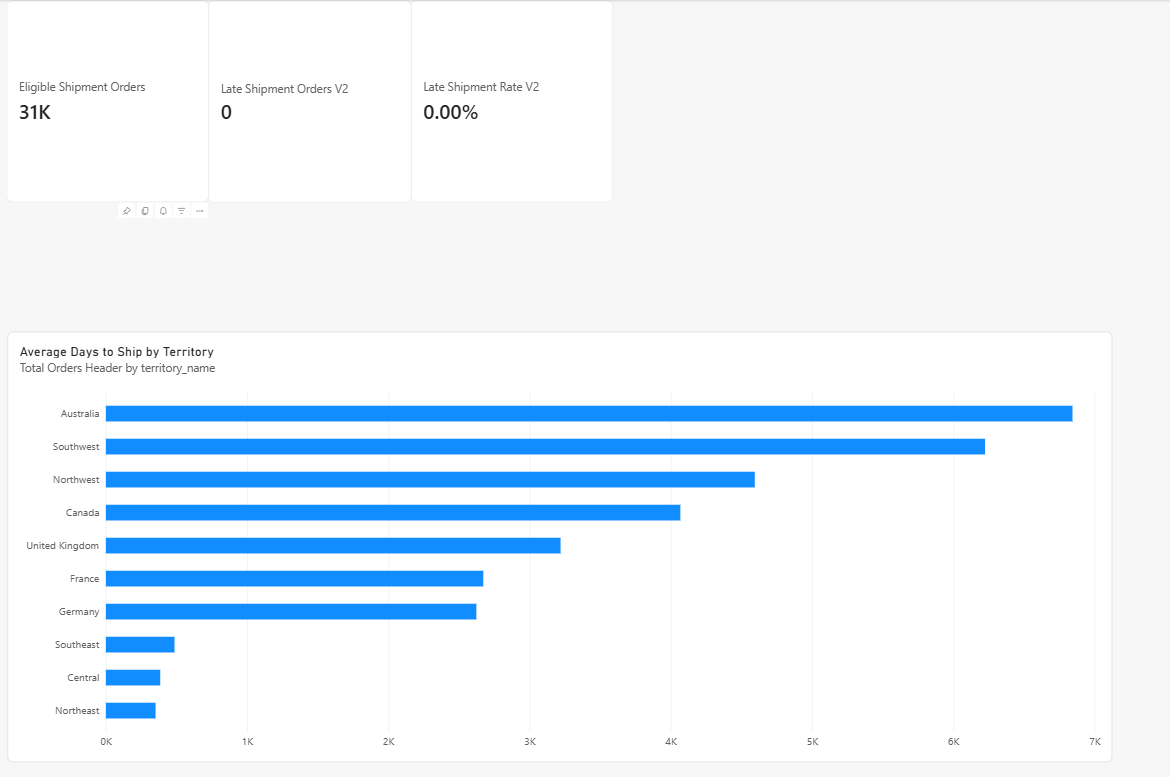 Eligible Shipment Orders
31K
Late Shipment Orders V2
0
Late Shipment Rate V2
0.00%
Average Days to Ship by Territory
Total Orders Header by territory_name
Australia
Southwest
Northwest
Canada
United Kingdom
France
Germany
Southeast
Central
Northeast
0K 1K 2K 3K 4K 5K 6K 7K